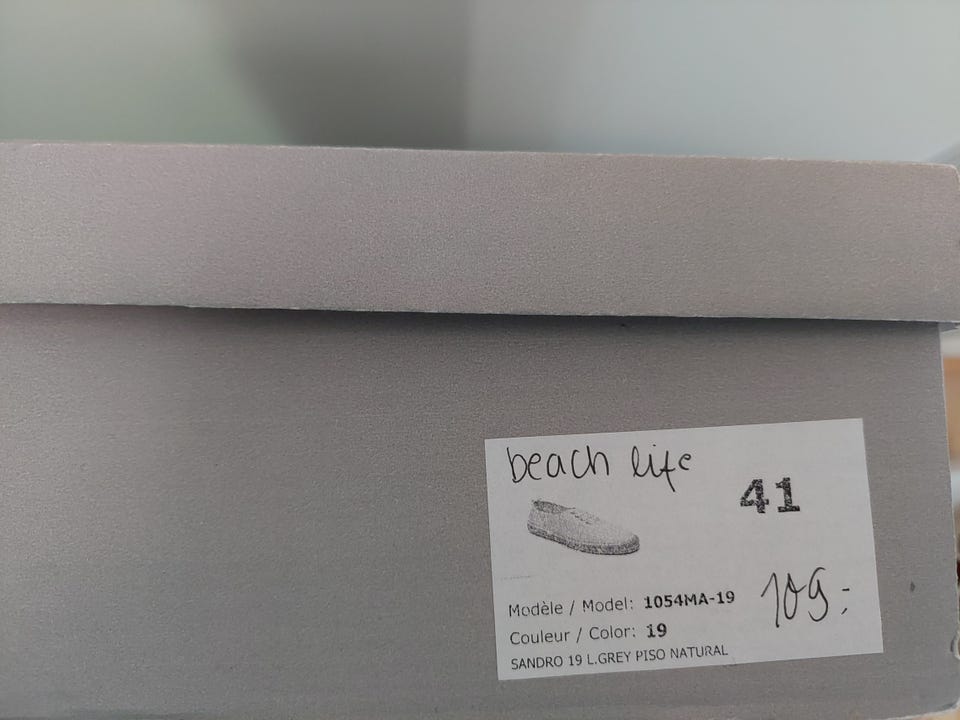 beach life
41
Modèle / Model: 1054MA-19
109:-
Couleur / Color: 19
SANDRO 19 L.GREY PISO NATURAL